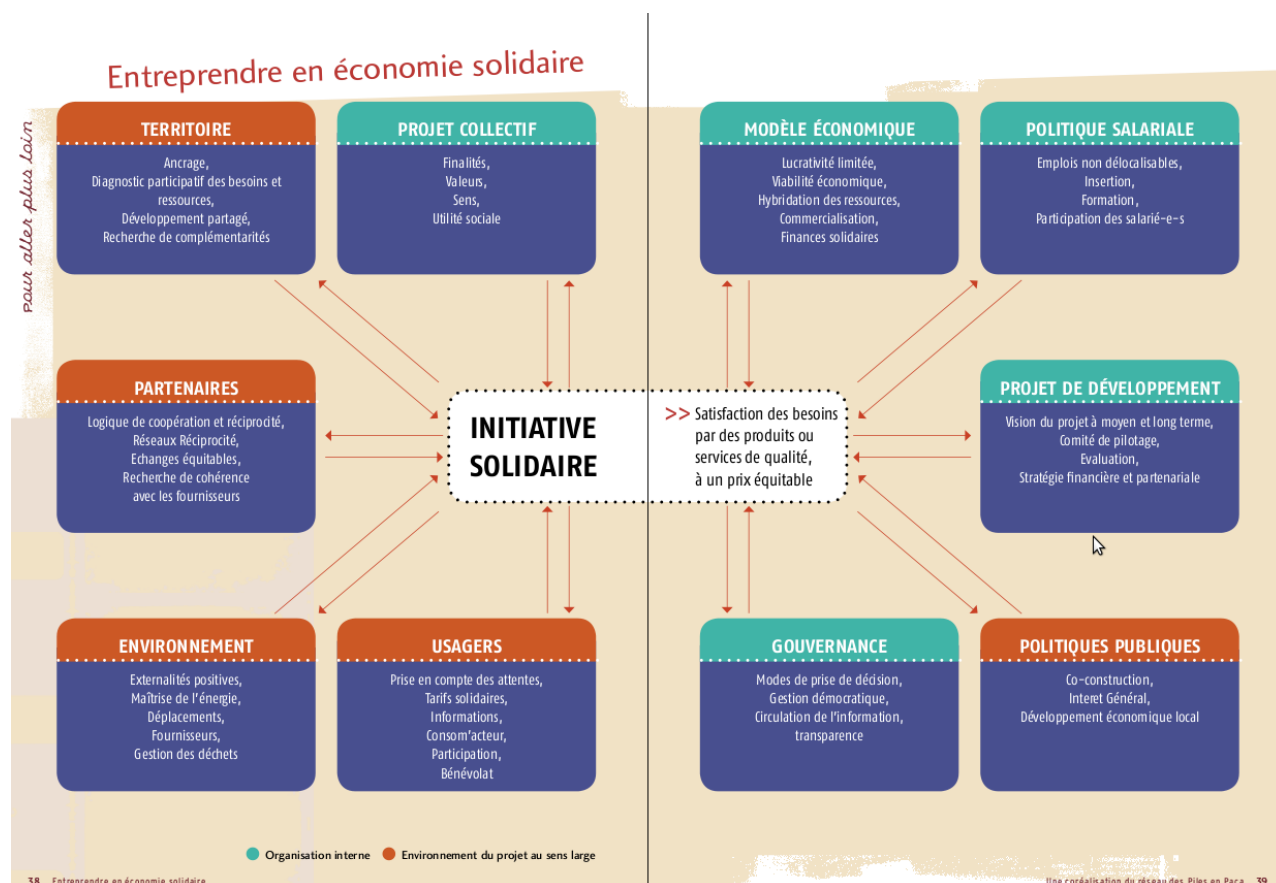 Entreprendre en économie solidaire
pour aller plus loin
TERRITOIRE
Ancrage,
Diagnostic participatif des besoins et
ressources,
Développement partagé,
Recherche de complémentarités
PROJET COLLECTIF
Finalités,
Valeurs,
Sens,
Utilité sociale
MODÈLE ÉCONOMIQUE
Lucrativité limitée,
Viabilité économique,
Hybridation des ressources,
Commercialisation,
Finances solidaires
POLITIQUE SALARIALE
Emplois non délocalisables,
Insertion,
Formation,
Participation des salarié-e-s
PARTENAIRES
Logique de coopération et réciprocité,
Réseaux Réciprocité,
Echanges équitables,
Recherche de cohérence
avec les fournisseurs
INITIATIVE
SOLIDAIRE
>> Satisfaction des besoins
par des produits ou
services de qualité,
à un prix équitable
PROJET DE DÉVELOPPEMENT
Vision du projet à moyen et long terme,
Comité de pilotage,
Evaluation,
Stratégie financière et partenariale
ENVIRONNEMENT
Externalités positives,
Maîtrise de l'énergie,
Déplacements,
Fournisseurs,
Gestion des déchets
USAGERS
Prise en compte des attentes,
Tarifs solidaires,
Informations,
Consom'acteur,
Participation,
Bénévolat
GOUVERNANCE
Modes de prise de décision,
Gestion démocratique,
Circulation de l'information,
transparence
POLITIQUES PUBLIQUES
Co-construction,
Interet Général,
Développement économique local
Organisation interne
Environnement du projet au sens large
38 Entreprendre en économie solidaire
Une coréalisation du réseau des Piles en Paca 39